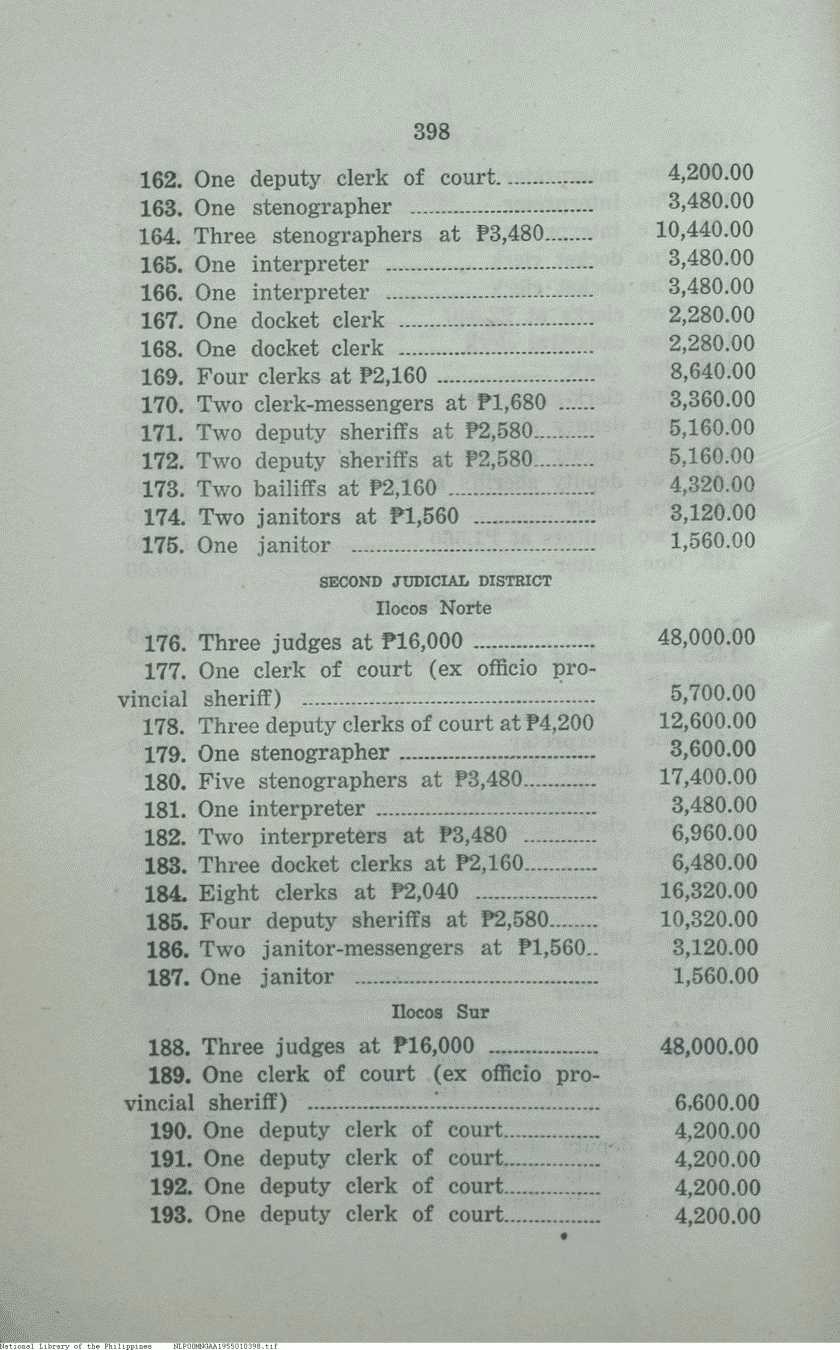 398
162. One deputy clerk of court. 4,200.00
163. One stenographer 3,480.00
164. Three stenographers at ₱3,480 10,440.00
165. One interpreter 3,480.00
166. One interpreter 3,480.00
167. One docket clerk 2,280.00
168. One docket clerk 2,280.00
169. Four clerks at ₱2,160 8,640.00
170. Two clerk-messengers at ₱1,680 3,360.00
171. Two deputy sheriffs at ₱2,580 5,160.00
172. Two deputy sheriffs at ₱2,580 5,160.00
173. Two bailiffs at ₱2,160 4,320.00
174. Two janitors at ₱1,560 3,120.00
175. One janitor 1,560.00
SECOND JUDICIAL DISTRICT
Ilocos Norte
176. Three judges at ₱16,000 48,000.00
177. One clerk of court (ex officio pro-
vincial sheriff) 5,700.00
178. Three deputy clerks of court at ₱4,200 12,600.00
179. One stenographer 3,600.00
180. Five stenographers at ₱3,480 17,400.00
181. One interpreter 3,480.00
182. Two interpreters at ₱3,480 6,960.00
183. Three docket clerks at ₱2,160 6,480.00
184. Eight clerks at ₱2,040 16,320.00
185. Four deputy sheriffs at ₱2,580 10,320.00
186. Two janitor-messengers at ₱1,560 3,120.00
187. One janitor 1,560.00
Ilocos Sur
188. Three judges at ₱16,000 48,000.00
189. One clerk of court (ex officio pro-
vincial sheriff) 6,600.00
190. One deputy clerk of court 4,200.00
191. One deputy clerk of court 4,200.00
192. One deputy clerk of court 4,200.00
193. One deputy clerk of court 4,200.00
National Library of the Philippines NLPOOMNGAA1955010398.tif